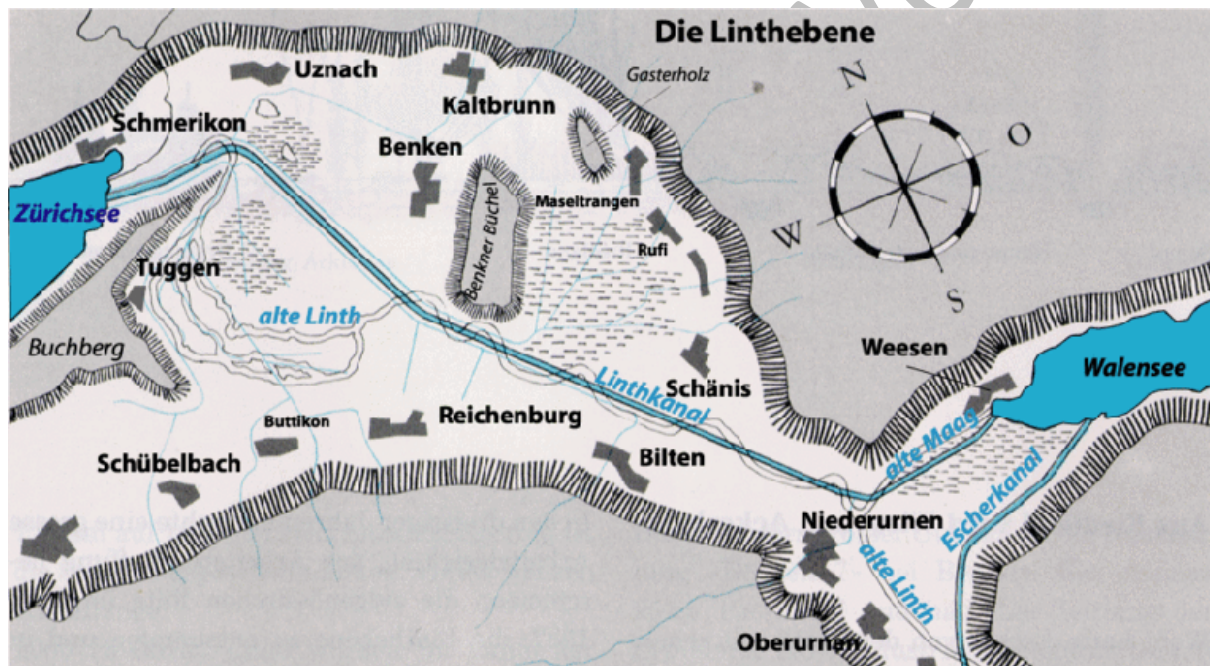 Die Linthebene
Uznach
Gasterholz
Kaltbrunn
Schmerikon
Benken
N
O
W
S
Zürichsee
Maseltrangen
Benkner Büchel
Rufi
Tuggen
alte Linth
Buchberg
Weesen
Walensee
Schänis
Linthkanal
Reichenburg
Buttikon
Bilten
Schübelbach
alte Maag
Escherkanal
Niederurnen
alte Linth
Oberurnan